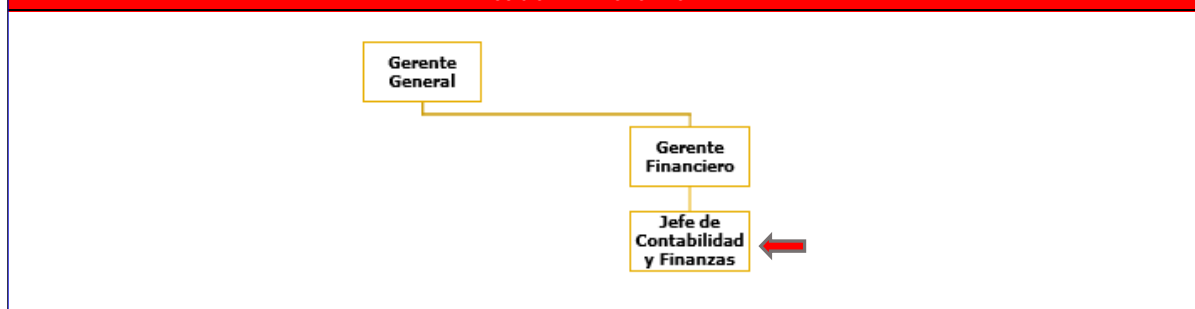 Gerente
General
Gerente
Financiero
Jefe de
Contabilidad
y Finanzas